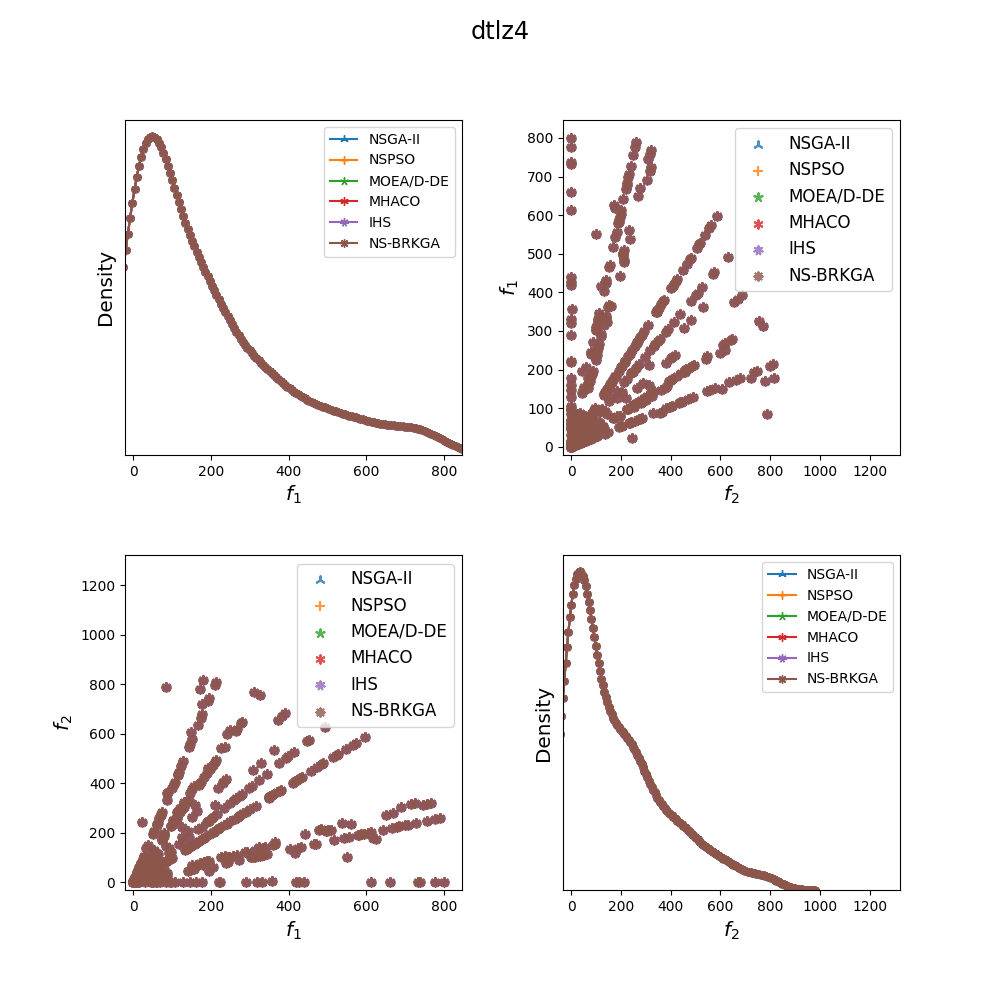 dtlz4
Density
NSGA-II
NSPSO
MOEA/D-DE
MHACO
IHS
NS-BRKGA
0 200 400 600 800
f1
f1
800
700
600
500
400
300
200
100
0
NSGA-II
NSPSO
MOEA/D-DE
MHACO
IHS
NS-BRKGA
0 200 400 600 800 1000 1200
f2
f2
1200
1000
800
600
400
200
0
NSGA-II
NSPSO
MOEA/D-DE
MHACO
IHS
NS-BRKGA
0 200 400 600 800
f1
Density
NSGA-II
NSPSO
MOEA/D-DE
MHACO
IHS
NS-BRKGA
0 200 400 600 800 1000 1200
f2